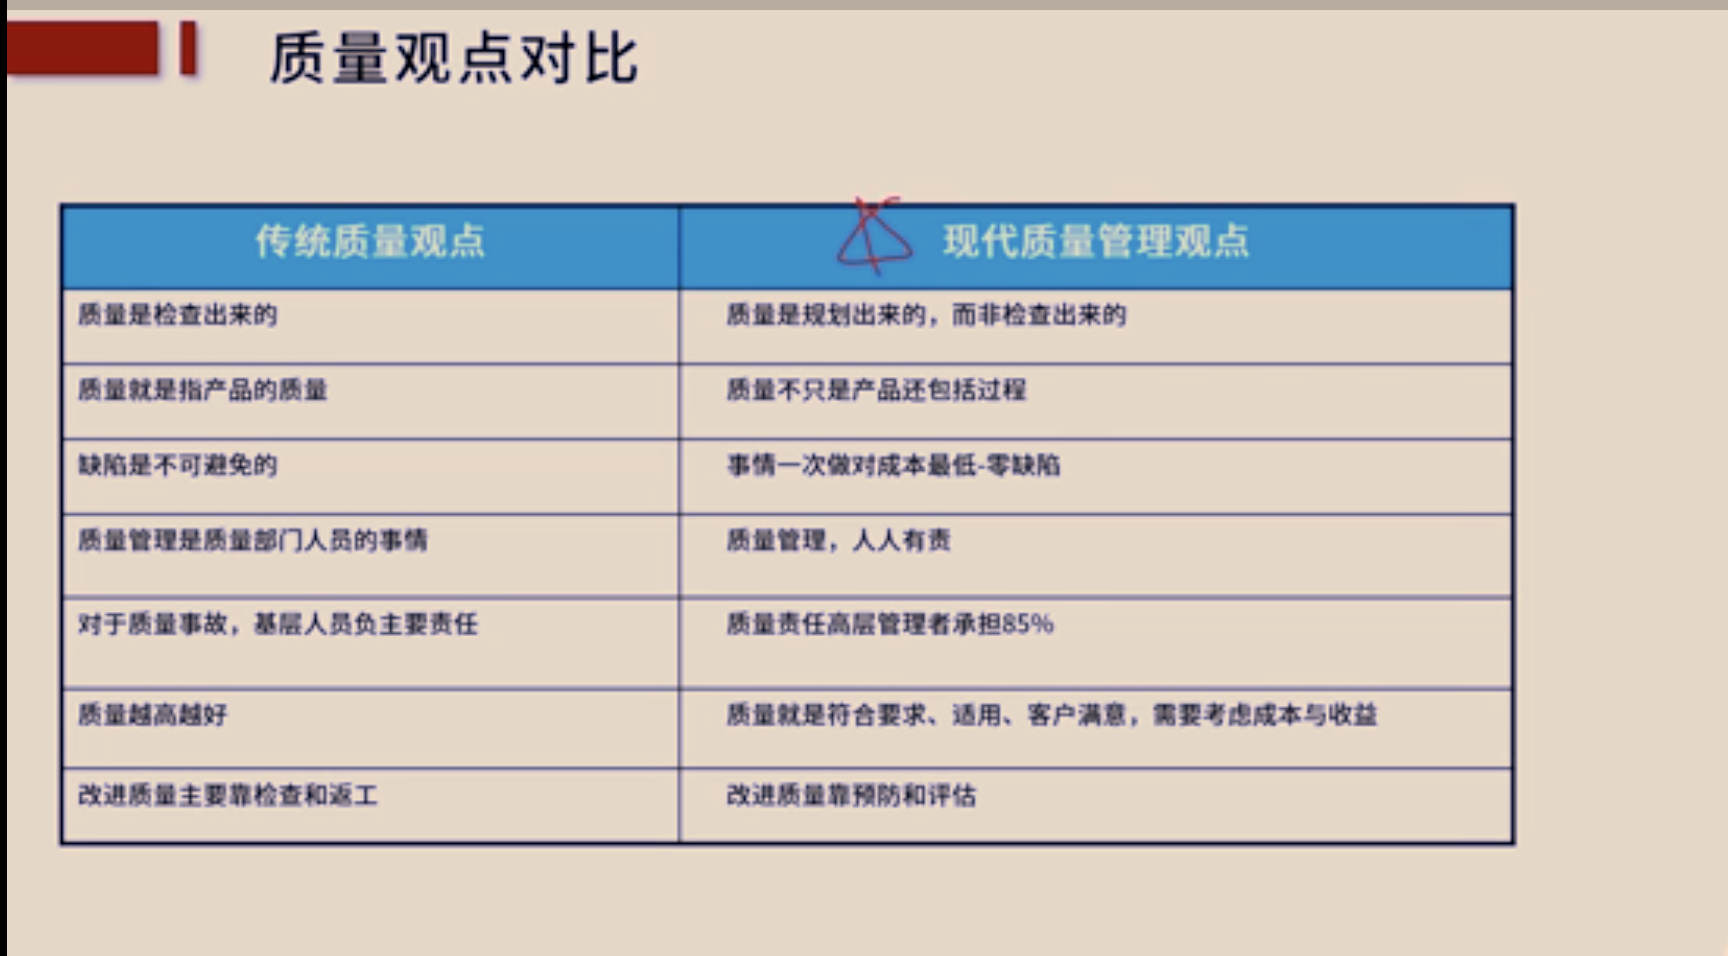 质量观点对比
传统质量观点 现代质量管理观点
质量是检查出来的 质量是规划出来的，而非检查出来的
质量就是指产品的质量 质量不只是产品还包括过程
缺陷是不可避免的 事情一次做对成本最低-零缺陷
质量管理是质量部门人员的事情 质量管理，人人有责
对于质量事故，基层人员负主要责任 质量责任高层管理者承担85%
质量越高越好 质量就是符合要求、适用、客户满意，需要考虑成本与收益
改进质量主要靠检查和返工 改进质量靠预防和评估